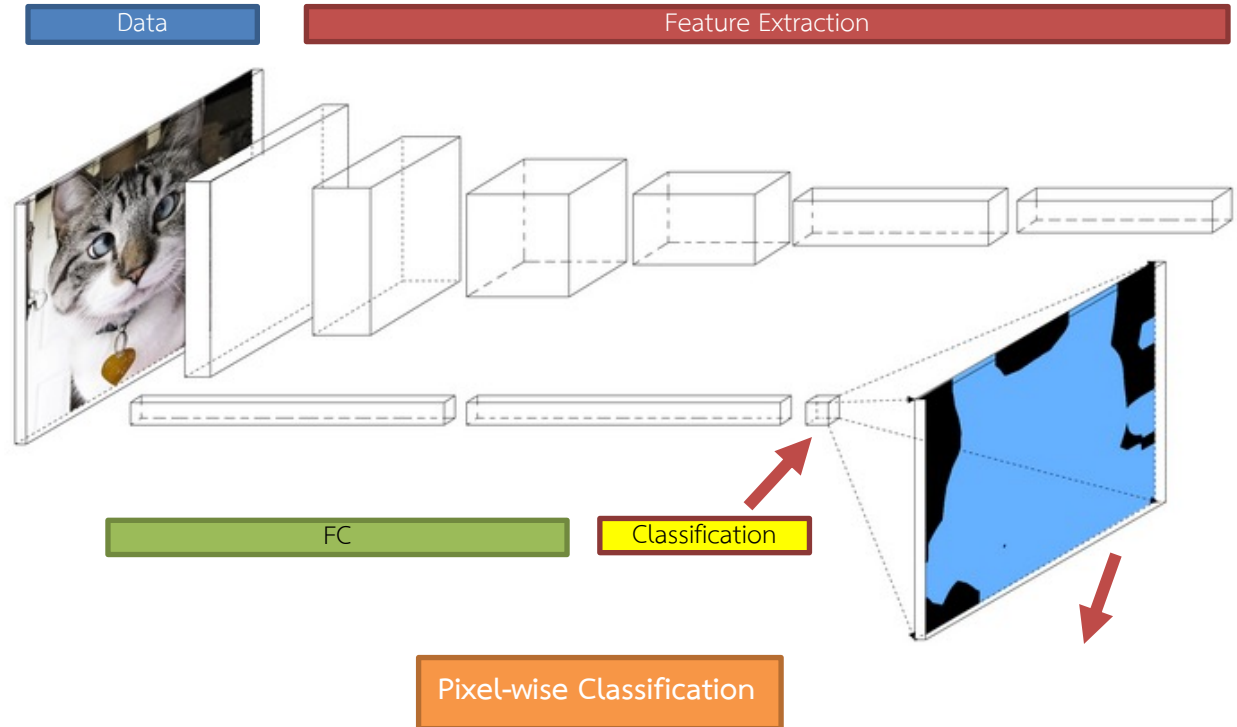 Data
Feature Extraction
FC
Classification
Pixel-wise Classification